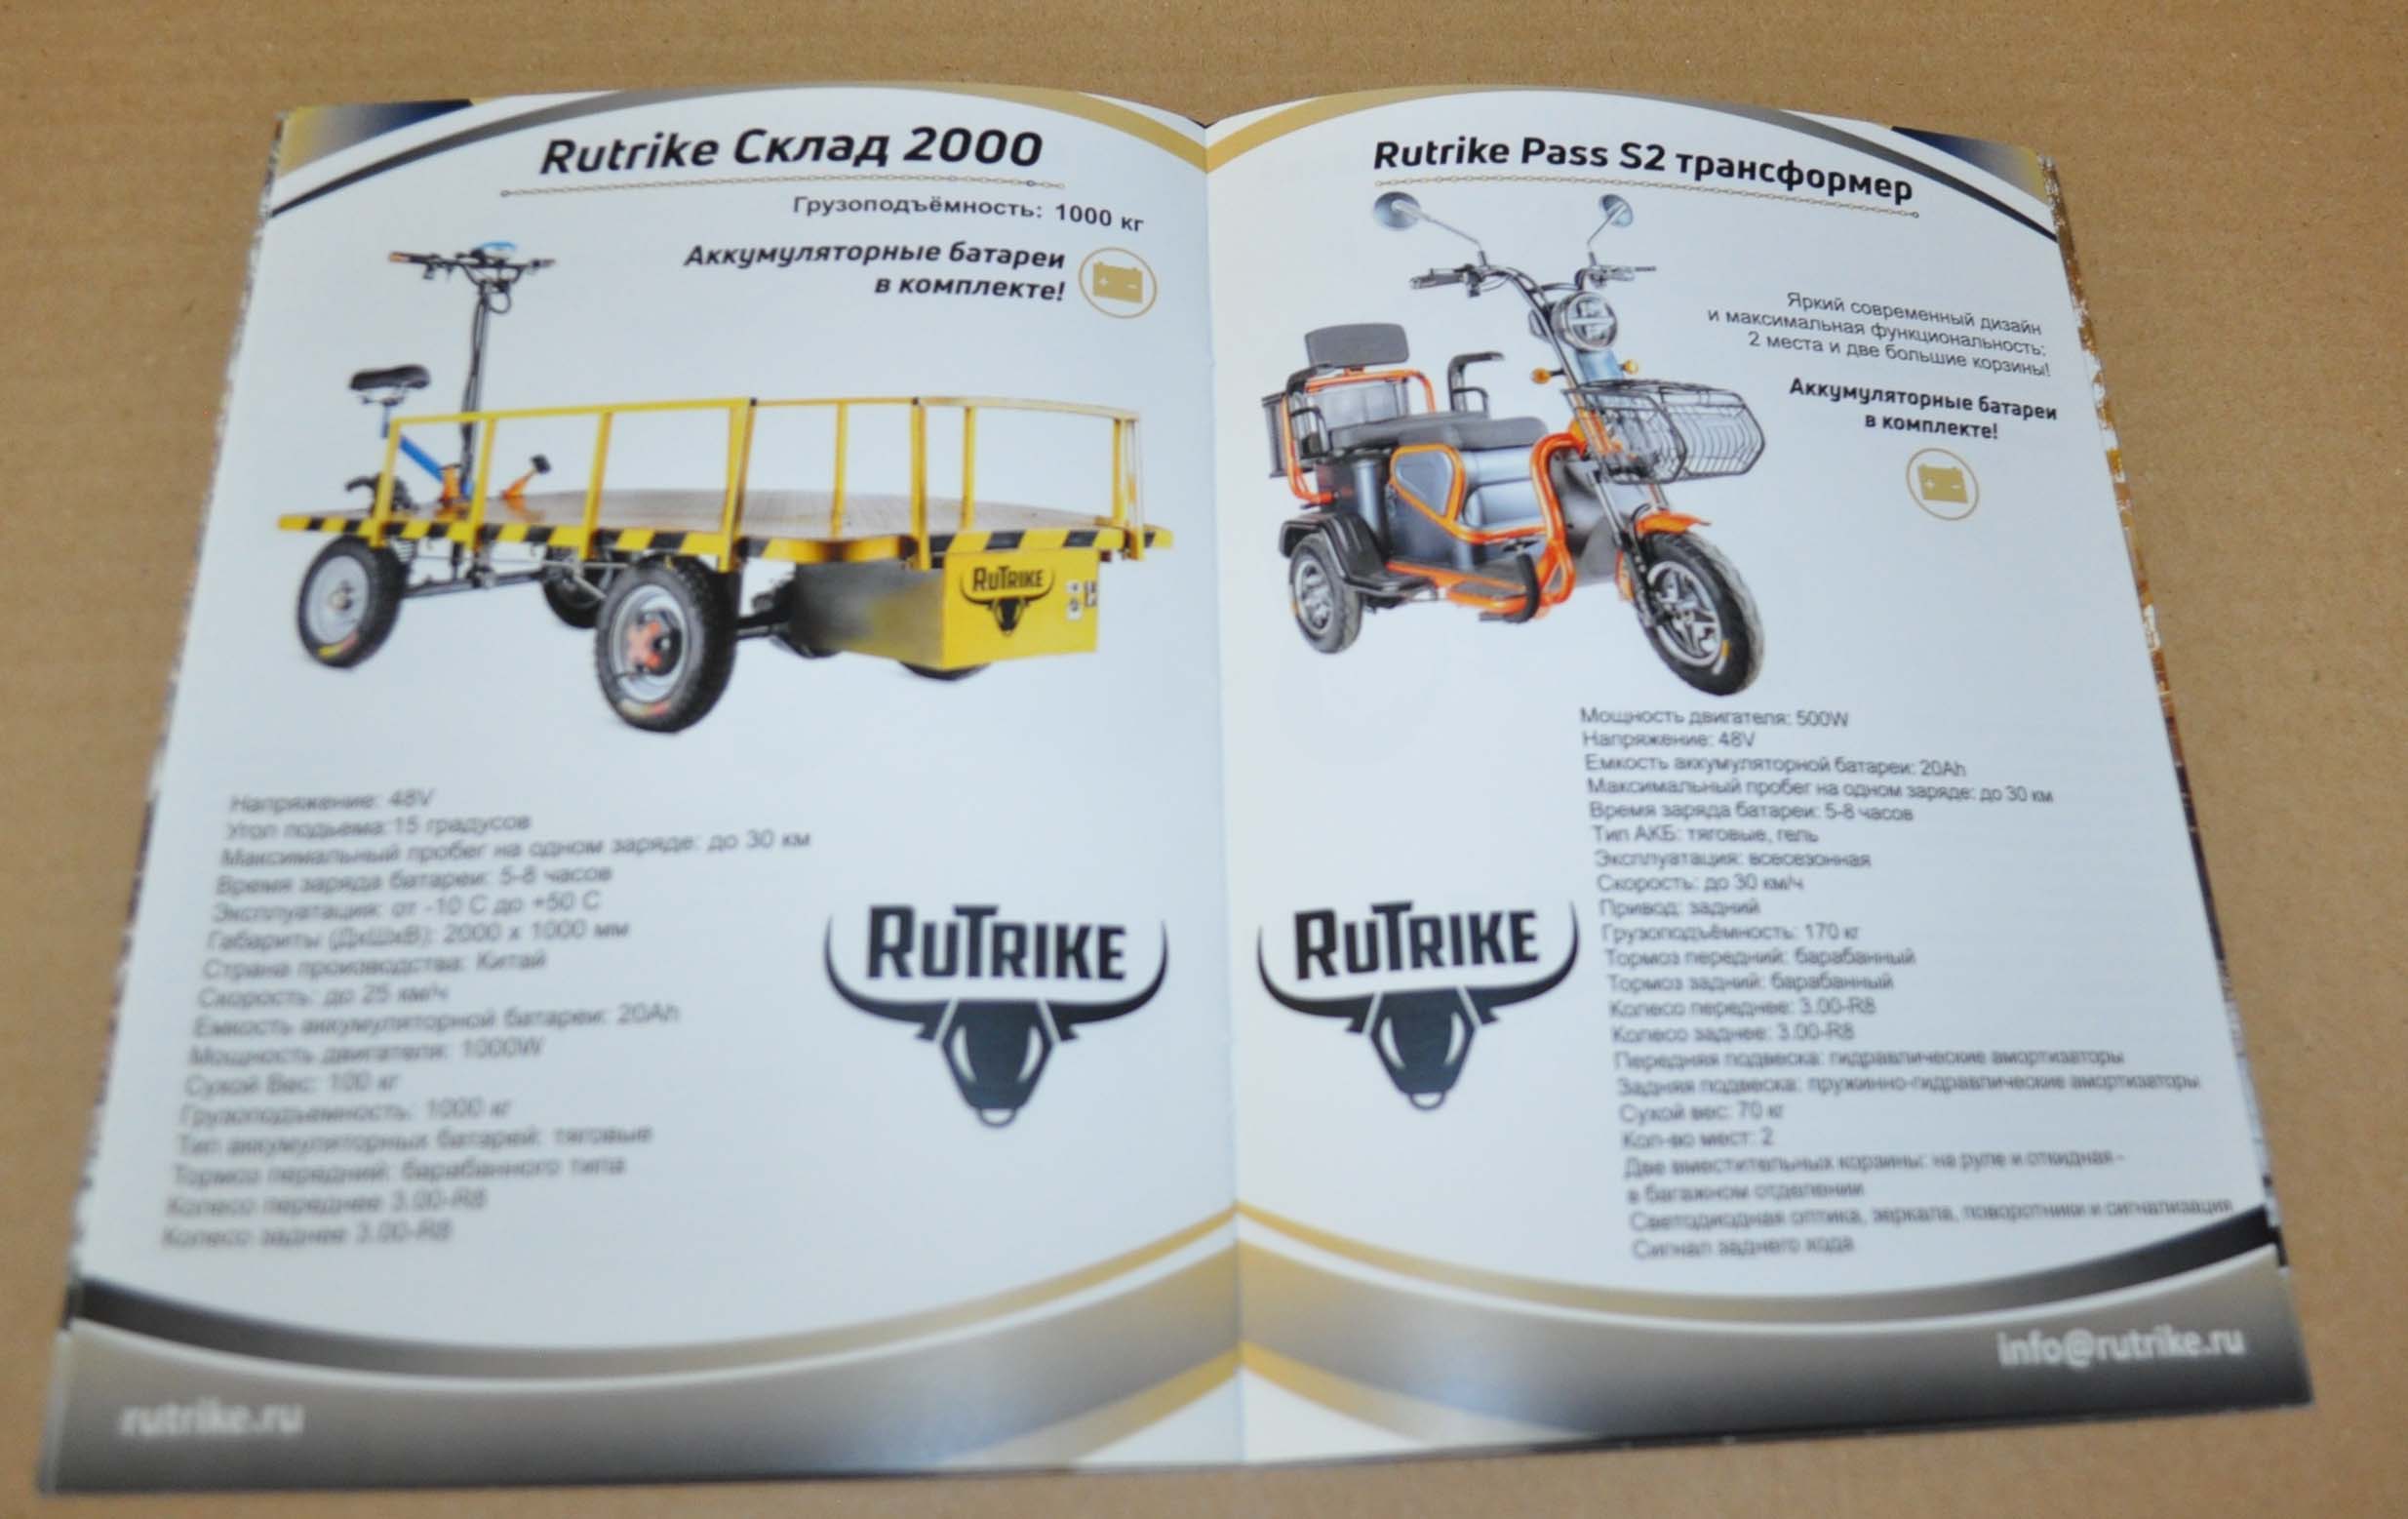 Rutrike Склад 2000
Грузоподъёмность: 1000 кг
Аккумуляторные батареи
в комплекте!
RUTRIKE
Напряжение: 48V
Угол подьема: 15 градусов
Максимальный пробег на одном заряде: до 30 км
Время заряда батареи: 5-8 часов
Эксплуатация: от -10 С до +50 С
Габариты (ДхШхВ): 2000 x 1000 мм
Страна производства: Китай
Скорость: до 25 км/ч
Емкость аккумуляторной батареи: 20Ah
Мощность двигателя: 1000W
Сухой Вес: 100 кг
Грузоподъемность: 1000 кг
Тип аккумуляторных батарей: тяговые
Тормоз передний: барабанного типа
Колесо переднее 3.00-R8
Колесо заднее 3.00-R8
RUTRIKE
rutrike.ru
Rutrike Pass S2 трансформер
Яркий современный дизайн
и максимальная функциональность:
2 места и две большие корзины!
Аккумуляторные батареи
в комплекте!
Мощность двигателя: 500W
Напряжение: 48V
Емкость аккумуляторной батареи: 20Ah
Максимальный пробег на одном заряде: до 30 км
Время заряда батареи: 5-8 часов
Тип АКБ: тяговые, гель
Эксплуатация: всесезонная
Скорость: до 30 км/ч
Привод: задний
Грузоподъёмность: 170 кг
Тормоз передний: барабанный
Тормоз задний: барабанный
Колесо переднее: 3.00-R8
Колесо заднее: 3.00-R8
Передняя подвеска: гидравлические амортизаторы
Задняя подвеска: пружинно-гидравлические амортизаторы
Сухой вес: 70 кг
Кол-во мест: 2
Две вместительных корзины: на руле и откидная -
в багажном отделении
Светодиодная оптика, зеркала, поворотники и сигнализация
Сигнал заднего хода
RUTRIKE
info@rutrike.ru